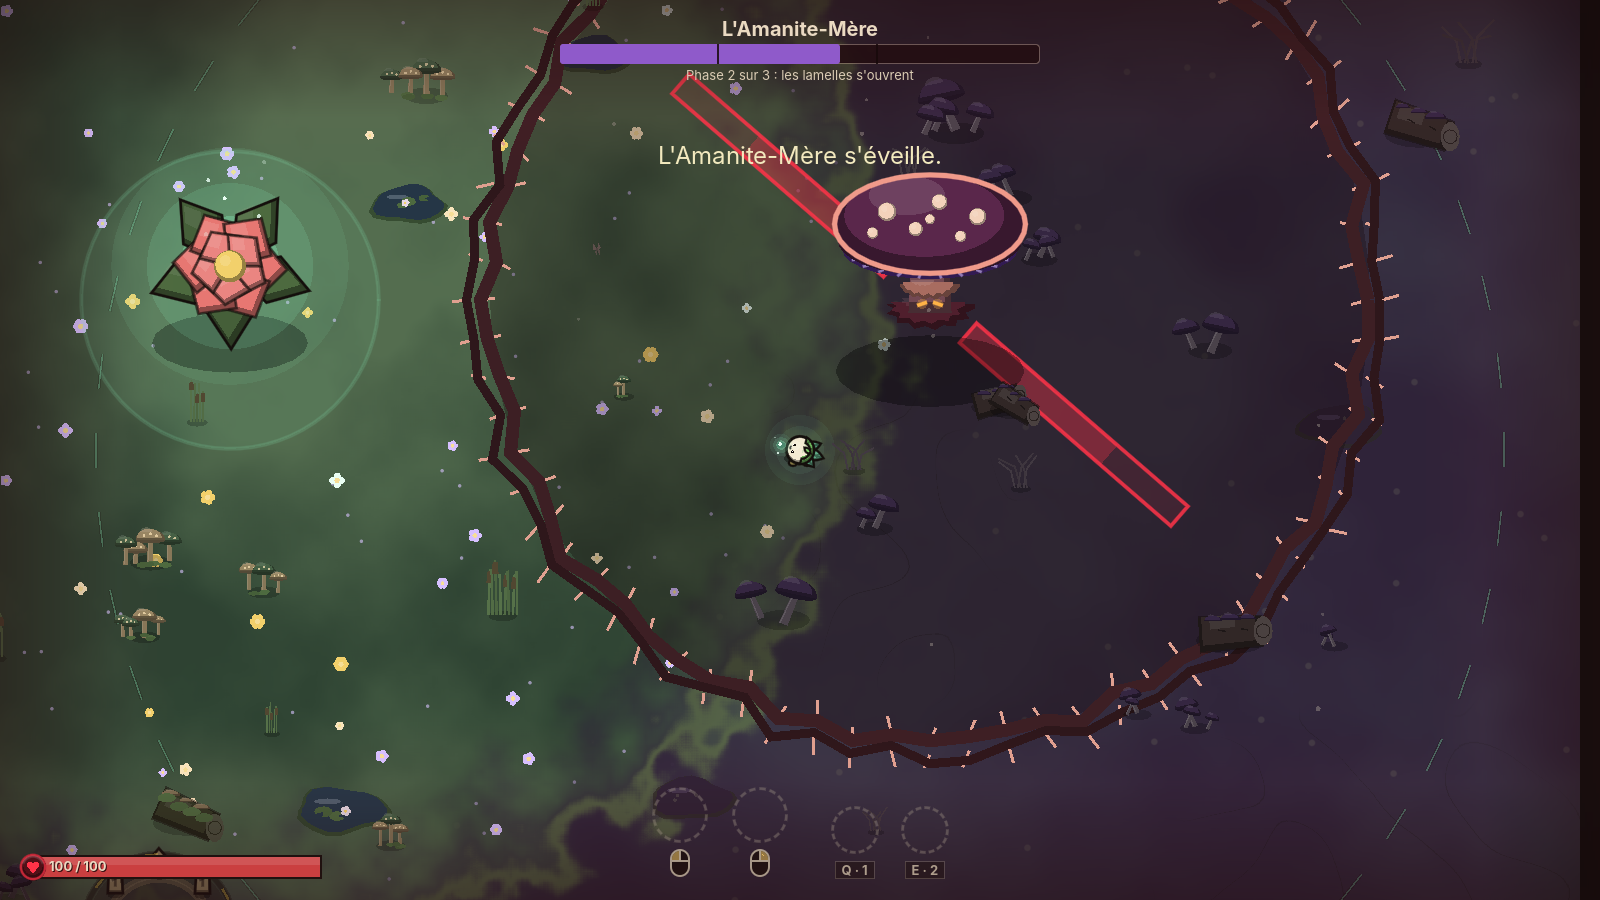 L'Amanite-Mère
Phase 2 sur 3 : les lamelles s'ouvrent
L'Amanite-Mère s'éveille.
100 / 100
Q · 1
E · 2